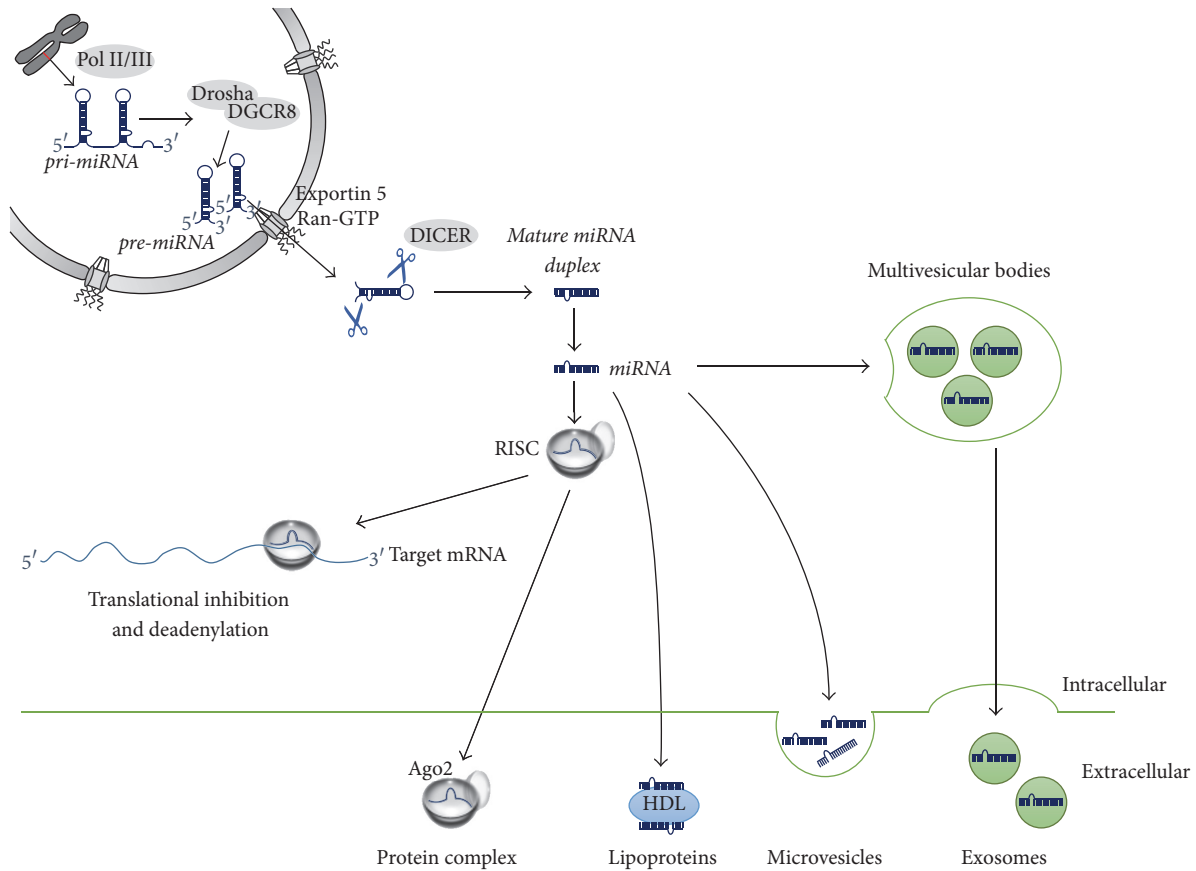 Pol II/III
Drosha
DGCR8
5′
3′
pri-miRNA
5′
3′
5′
3′
pre-miRNA
Exportin 5
Ran-GTP
DICER
Mature miRNA
duplex
miRNA
Multivesicular bodies
RISC
5′
3′
Target mRNA
Translational inhibition
and deadenylation
Intracellular
Extracellular
Ago2
HDL
Protein complex
Lipoproteins
Microvesicles
Exosomes